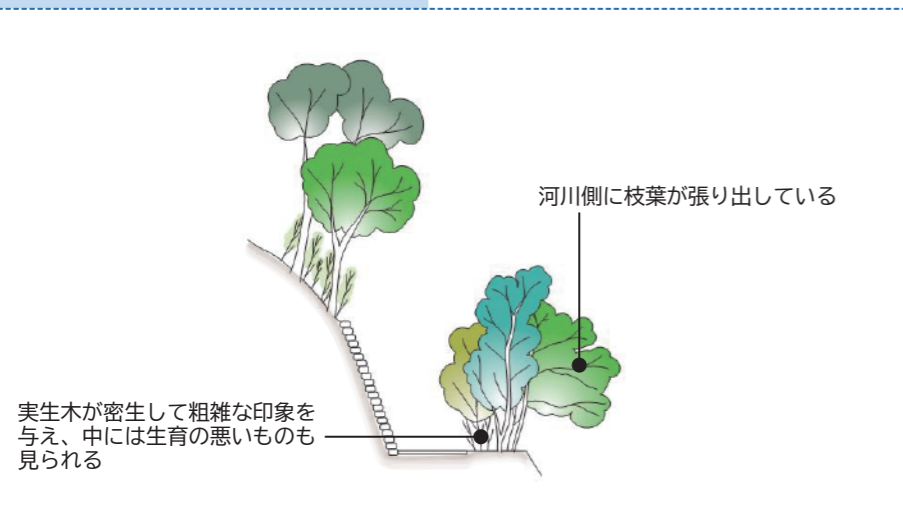 河川側に枝葉が張り出している
実生木が密生して粗雑な印象を
与え、中には生育の悪いものも
見られる